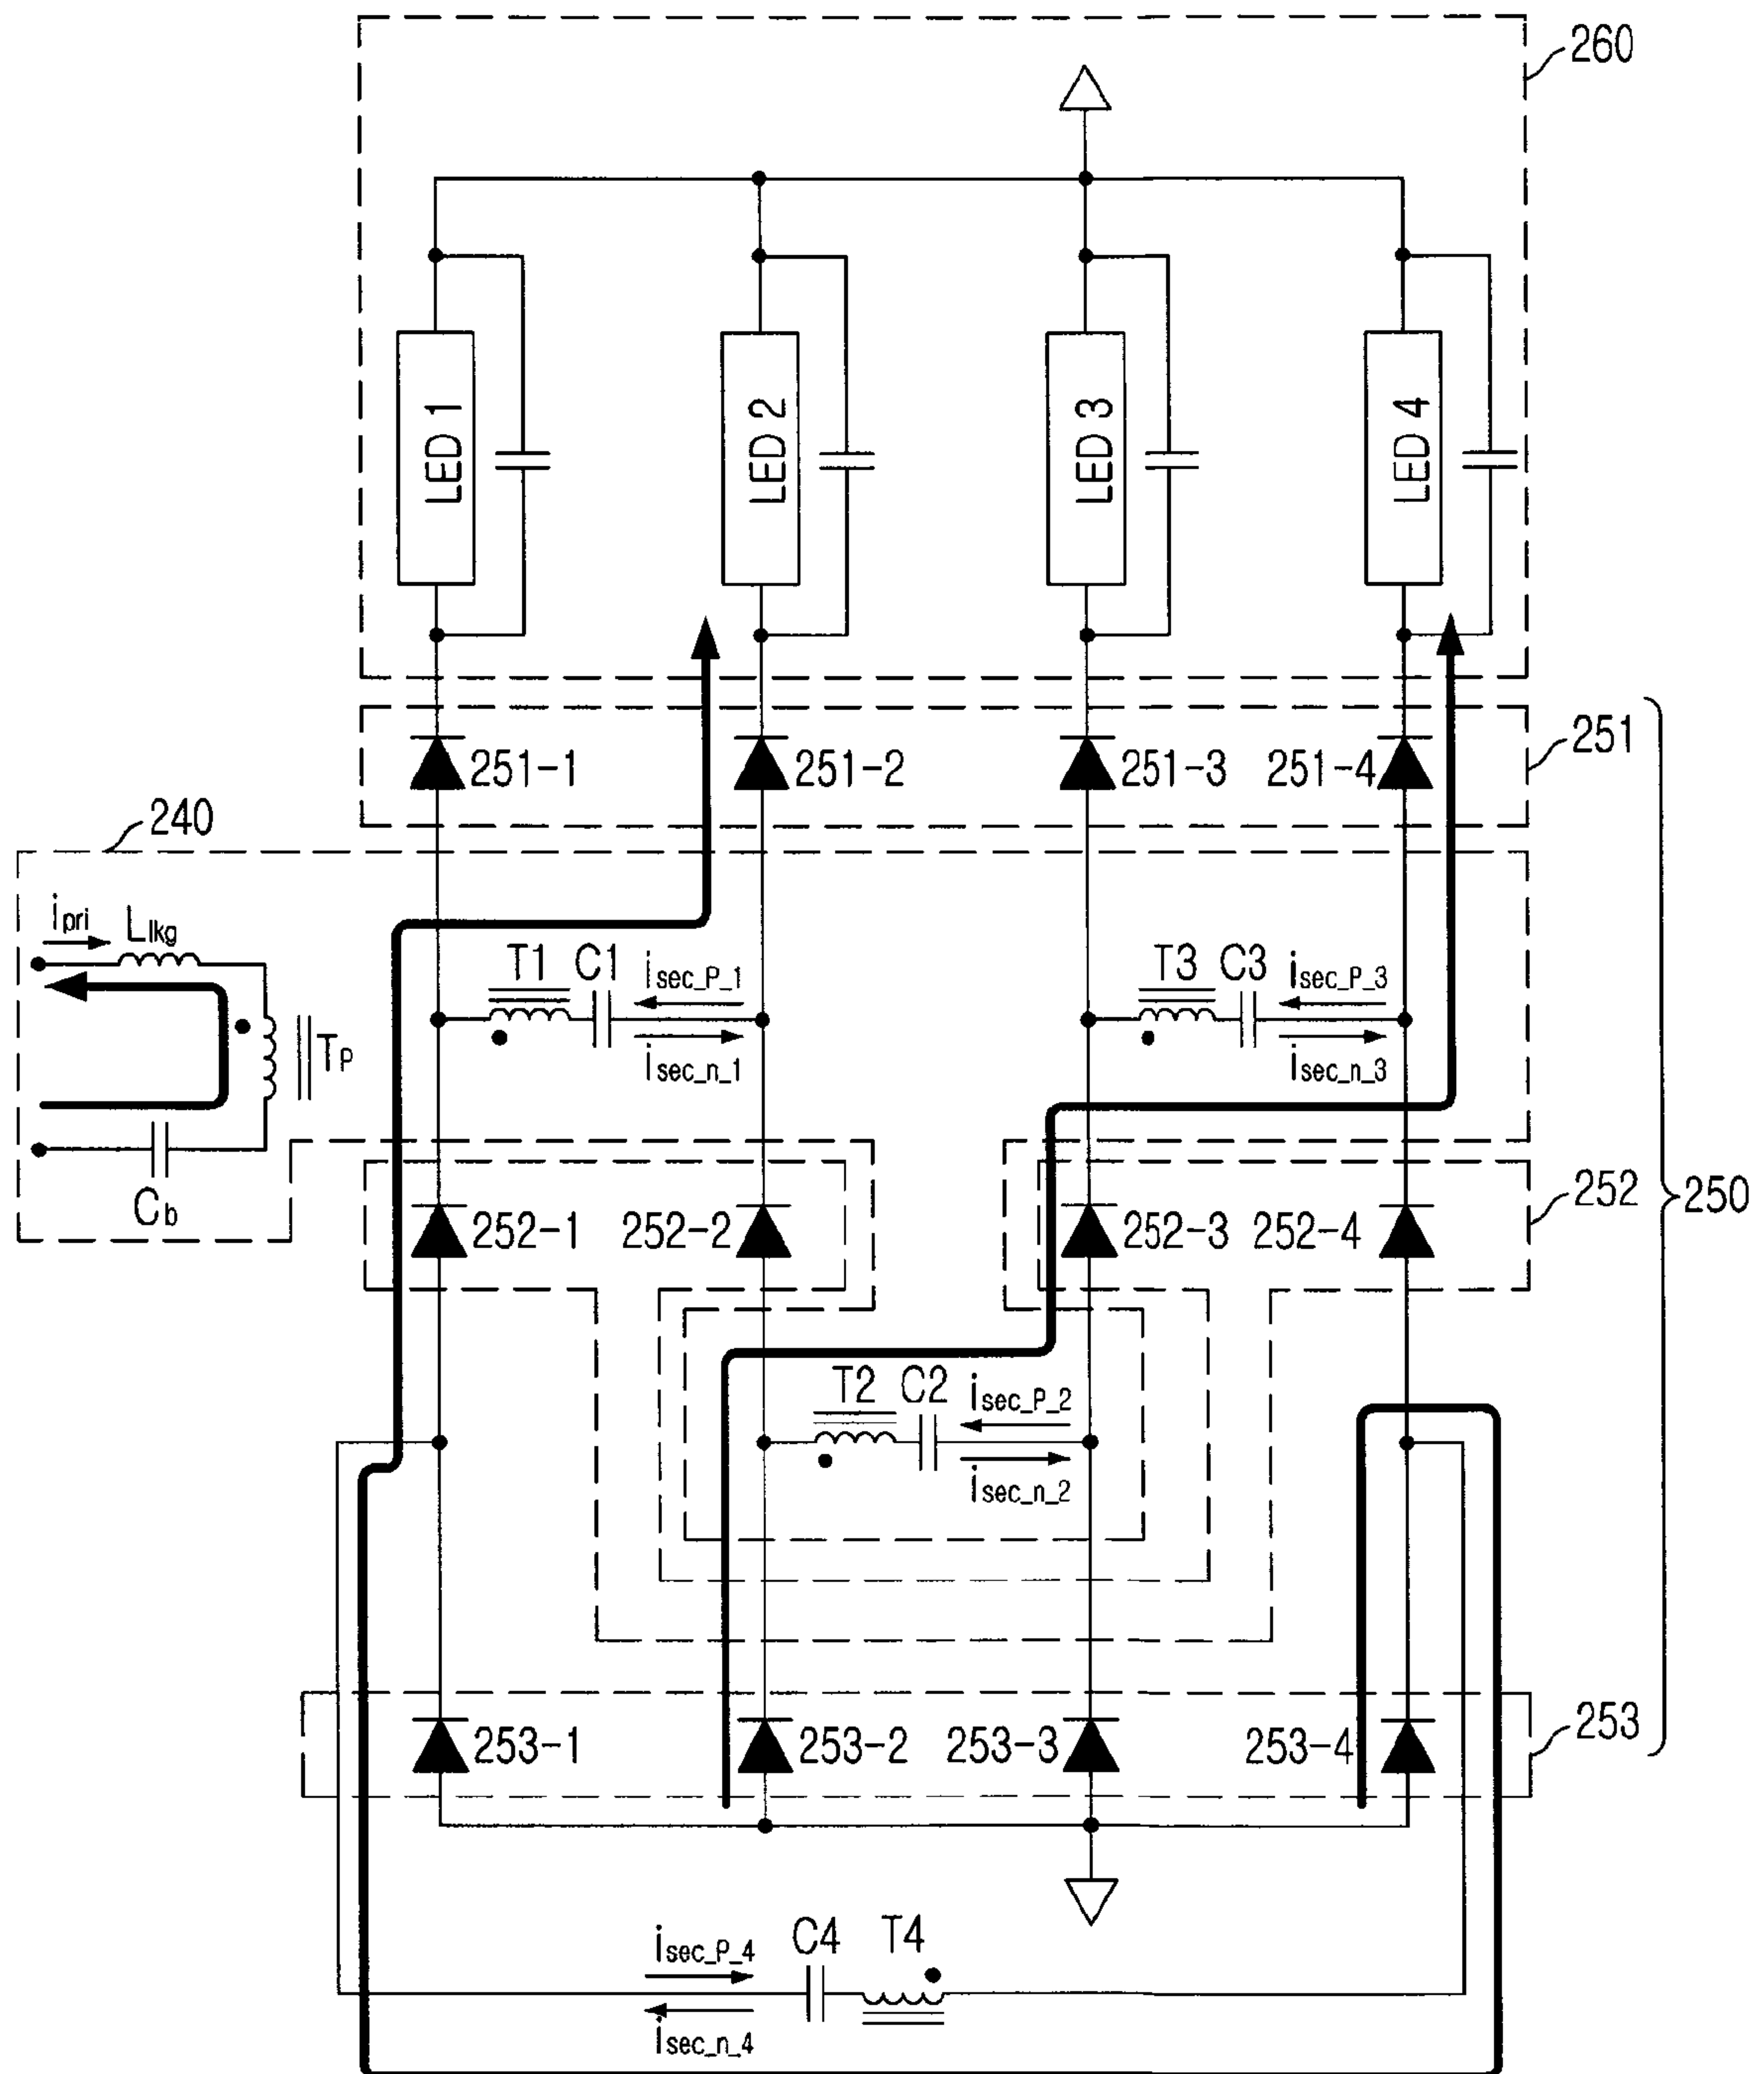 260
LED 1
LED 2
LED 3
LED 4
251-1
251-2
251-3
251-4
251
240
ipri
Llkg
Tp
Cb
T1 C1
isec_P_1
isec_n_1
T3 C3
isec_P_3
isec_n_3
252-1
252-2
252-3
252-4
252
250
T2 C2
isec_P_2
isec_n_2
253-1
253-2
253-3
253-4
253
isec_P_4
isec_n_4
C4 T4